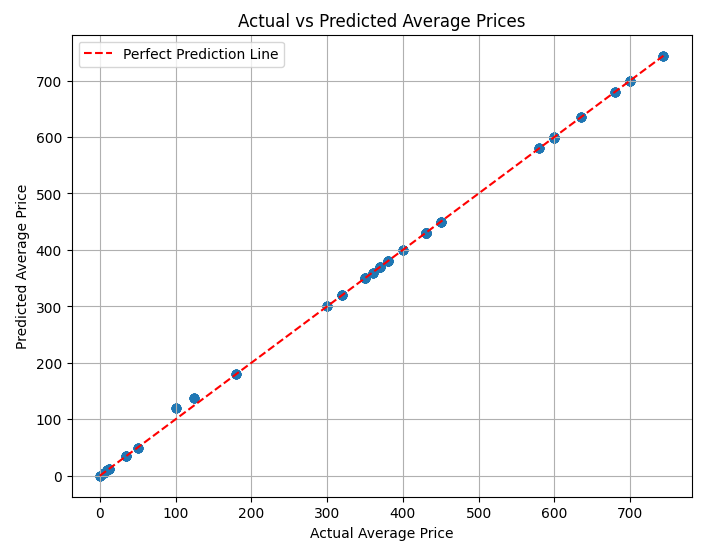 Actual vs Predicted Average Prices
Perfect Prediction Line
Predicted Average Price
700
600
500
400
300
200
100
0
0 100 200 300 400 500 600 700
Actual Average Price